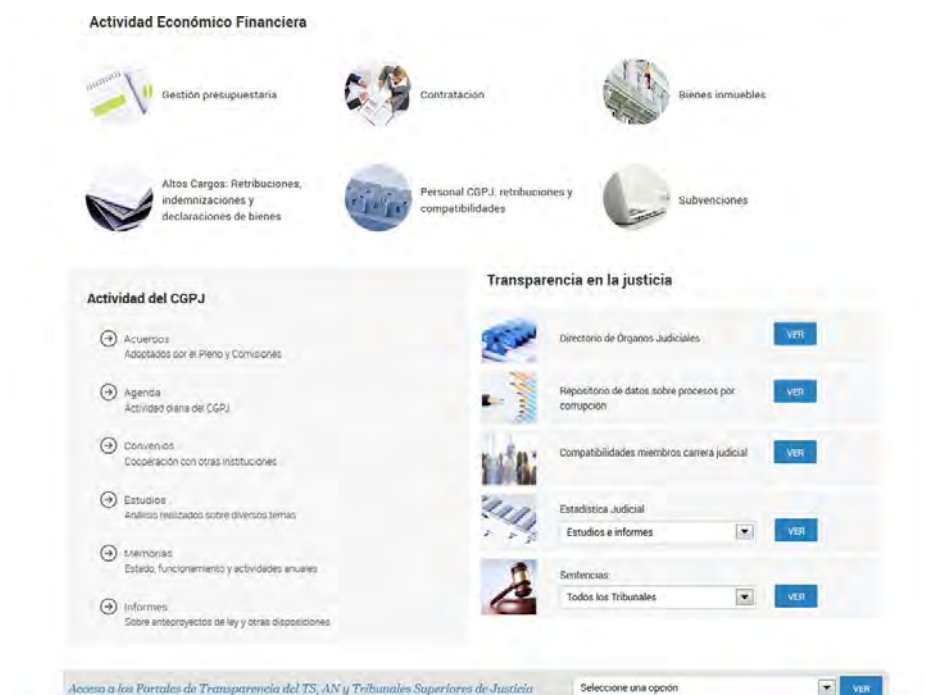 Actividad Económico Financiera
Gestión presupuestaria
Contratación
Bienes inmuebles
Altos Cargos: Retribuciones,
indemnizaciones y
declaraciones de bienes
Personal CGPJ: retribuciones y
compatibilidades
Subvenciones
Actividad del CGPJ
Acuerdos
Adoptados por el Pleno y Comisiones
Agenda
Actividad diaria del CGPJ
Convenios
Cooperación con otras instituciones
Estudios
Análisis realizados sobre diversos temas
Memorias
Estado, funcionamiento y actividades anuales
Informes
Sobre anteproyectos de ley y otras disposiciones
Transparencia en la justicia
Directorio de Órganos Judiciales
VER
Repositorio de datos sobre procesos por
corrupción
VER
Compatibilidades miembros carrera judicial
VER
Estadística Judicial
Estudios e informes
VER
Sentencias:
Todos los Tribunales
VER
Acceso a los Portales de Transparencia del TS, AN y Tribunales Superiores de Justicia
Seleccione una opción
VER